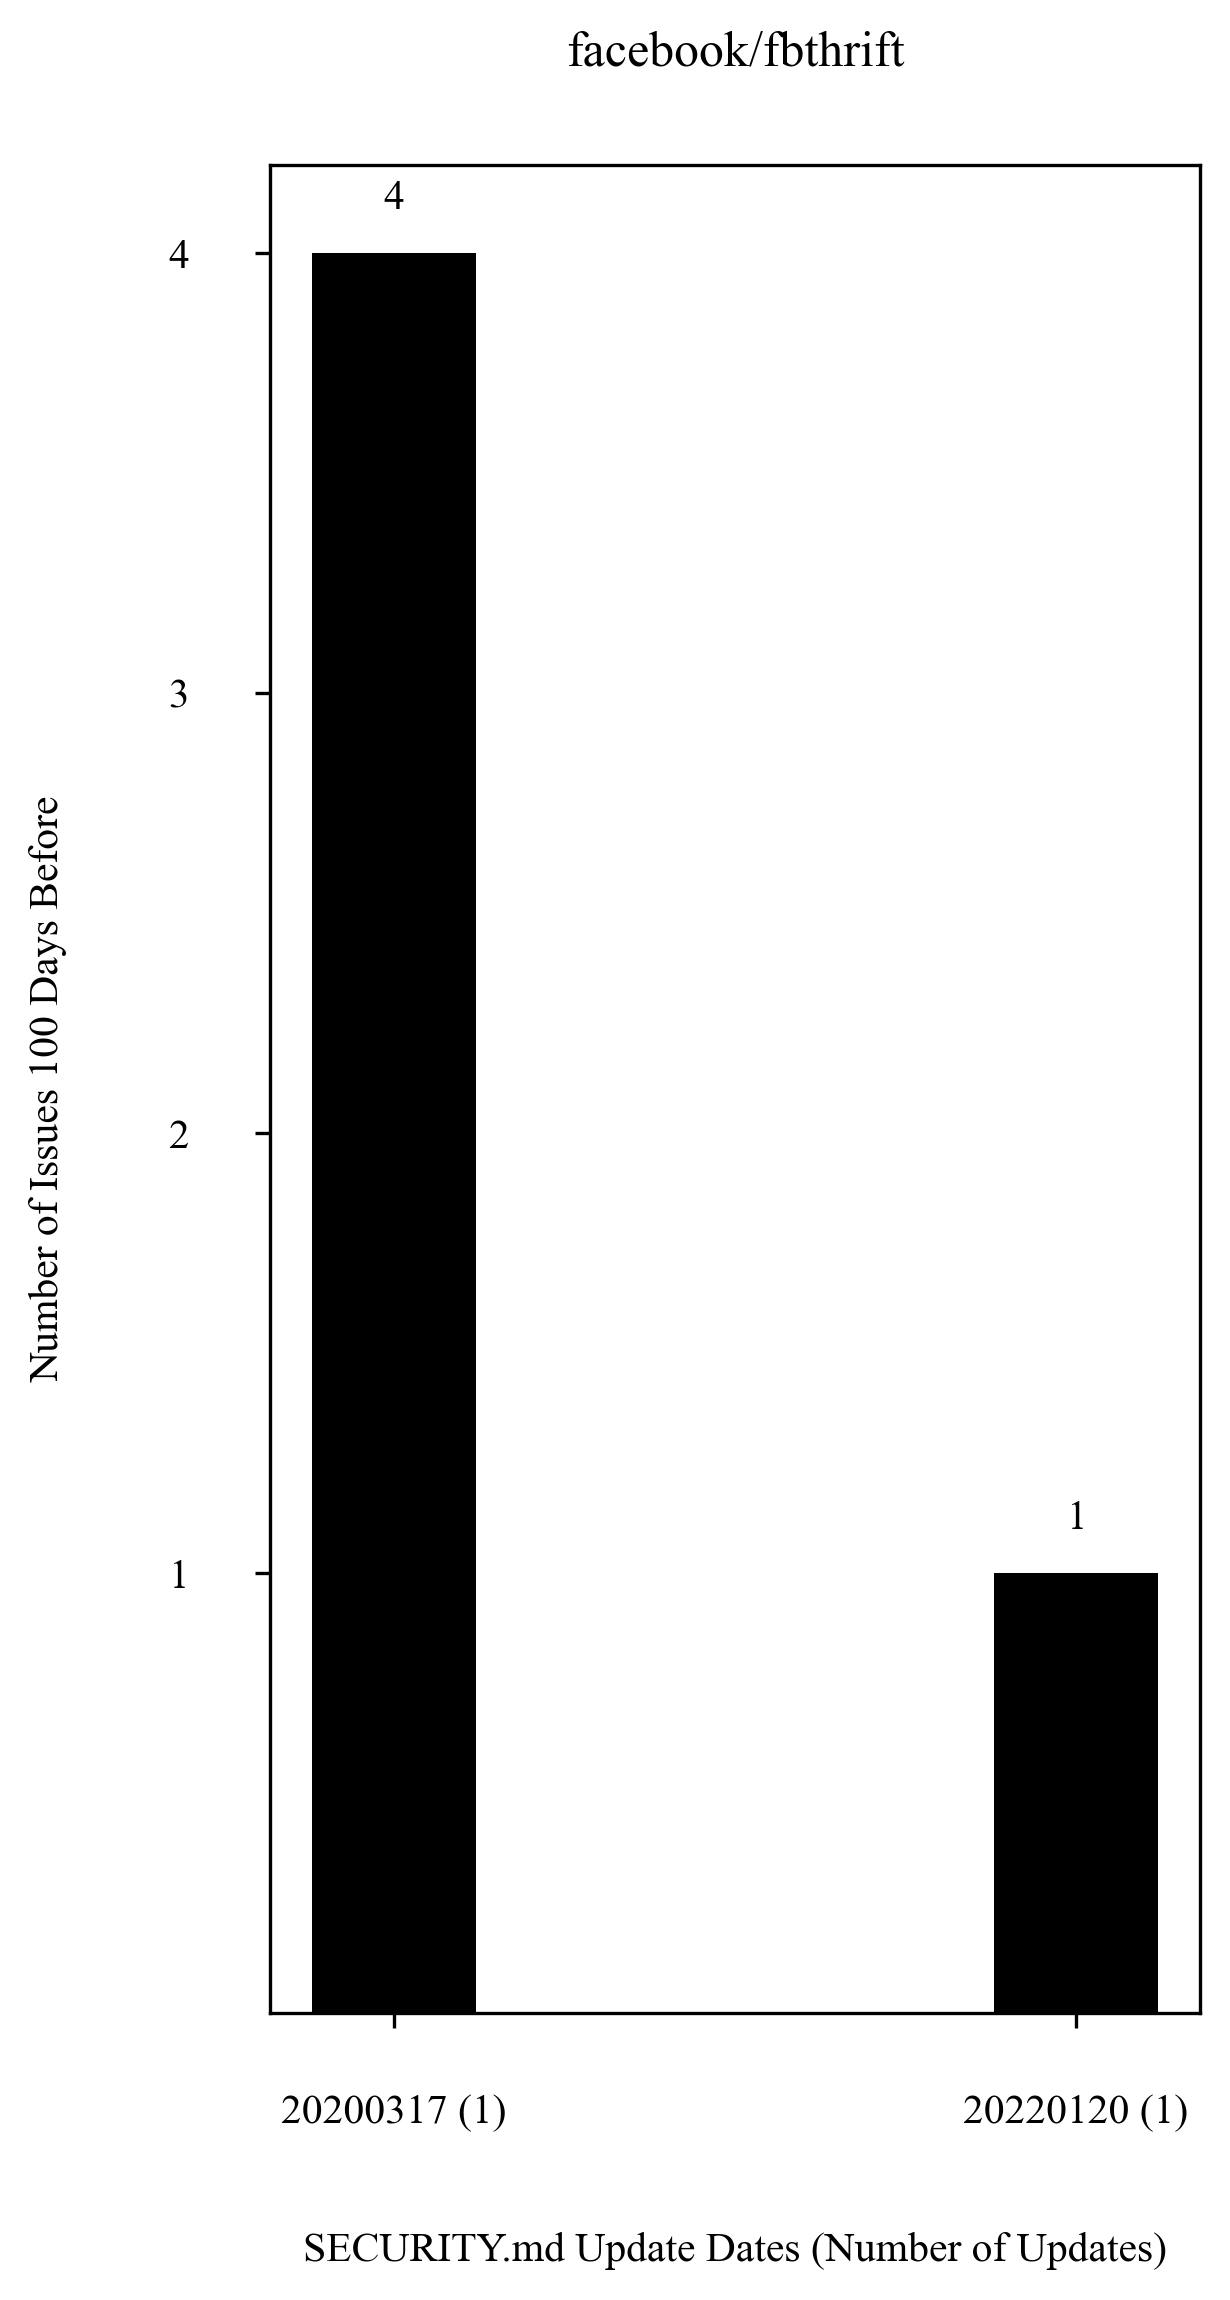 facebook/fbthrift
4
4
3
2
1
1
Number of Issues 100 Days Before
20200317 (1)
20220120 (1)
SECURITY.md Update Dates (Number of Updates)